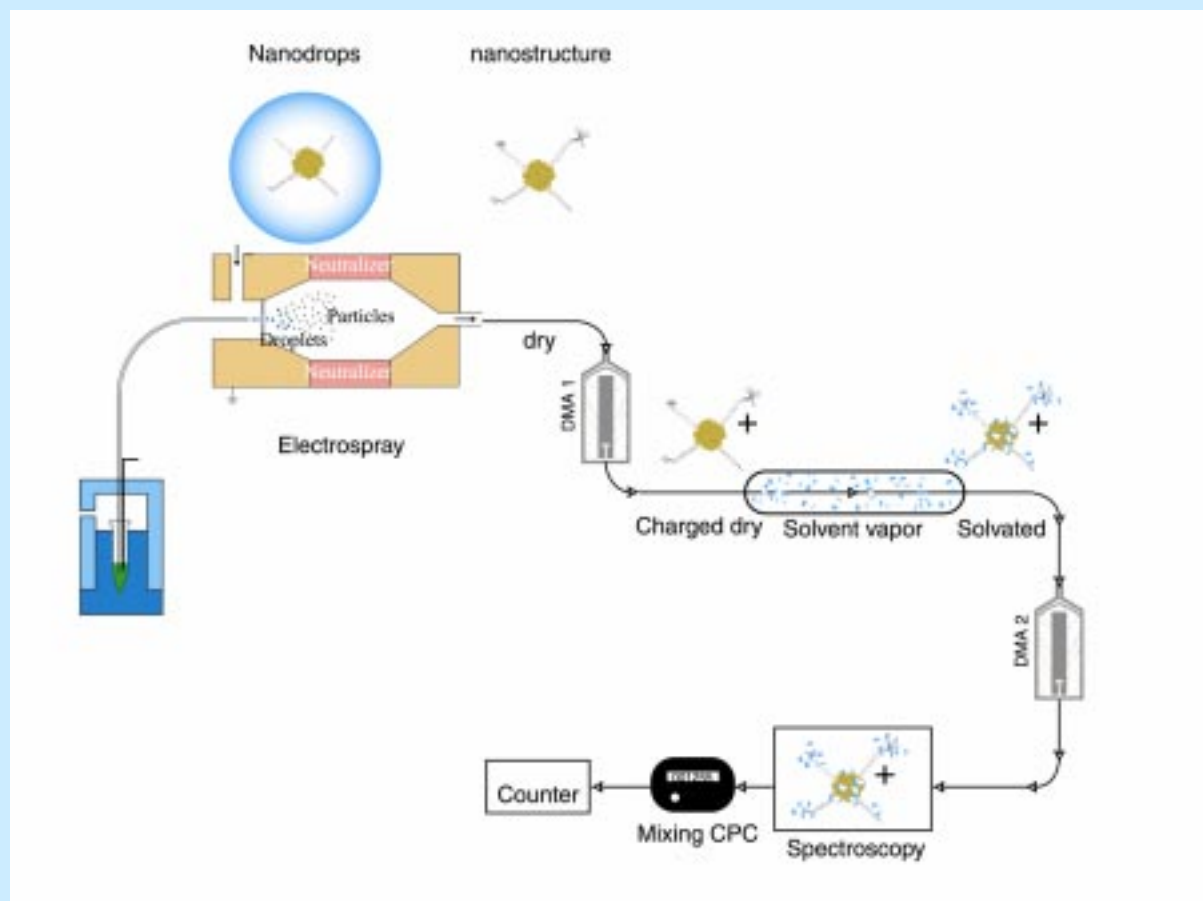 Nanodrops
nanostructure
Neutralizer
Particles
Droplets
Neutralizer
dry
DMA 1
Electrospray
+
+
Charged dry
Solvent vapor
Solvated
DMA 2
+
Counter
Mixing CPC
Spectroscopy